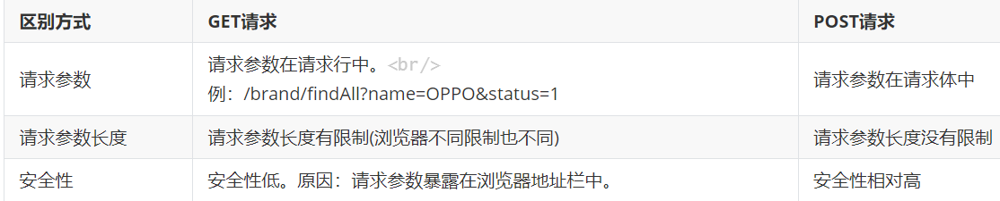 区别方式 GET请求 POST请求
请求参数 请求参数在请求行中。<br/>
例：/brand/findAll?name=OPPO&status=1 请求参数在请求体中
请求参数长度 请求参数长度有限制(浏览器不同限制也不同) 请求参数长度没有限制
安全性 安全性低。原因：请求参数暴露在浏览器地址栏中。 安全性相对高